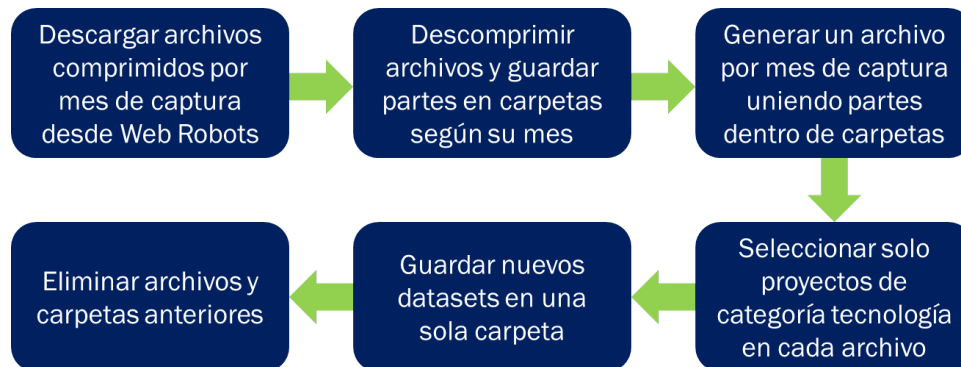 Descargar archivos
comprimidos por
mes de captura
desde Web Robots
Descomprimir
archivos y guardar
partes en carpetas
según su mes
Generar un archivo
por mes de captura
uniendo partes
dentro de carpetas
Seleccionar solo
proyectos de
categoría tecnología
en cada archivo
Guardar nuevos
datasets en una
sola carpeta
Eliminar archivos y
carpetas anteriores